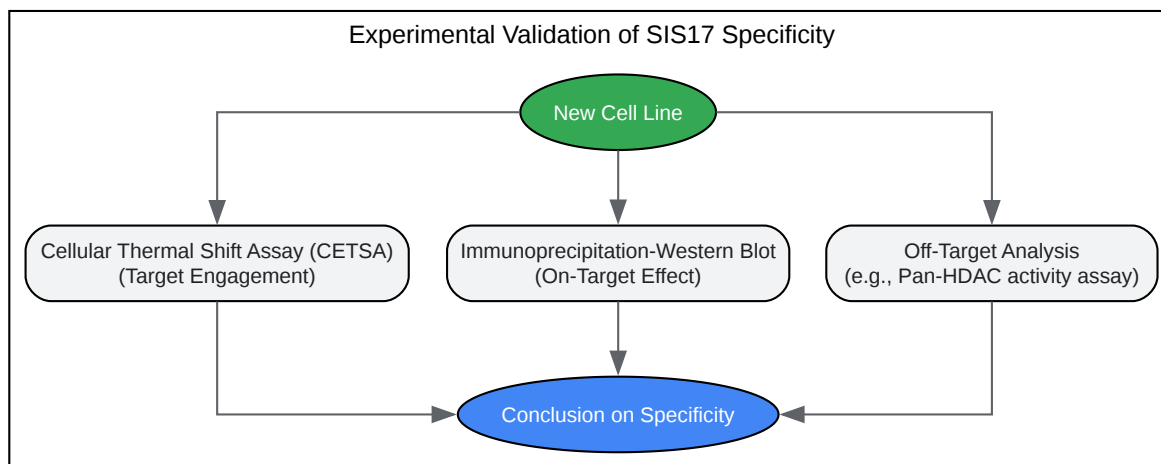 Experimental Validation of SIS17 Specificity
New Cell Line
Cellular Thermal Shift Assay (CETSA)
(Target Engagement)
Immunoprecipitation-Western Blot
(On-Target Effect)
Off-Target Analysis
(e.g., Pan-HDAC activity assay)
Conclusion on Specificity